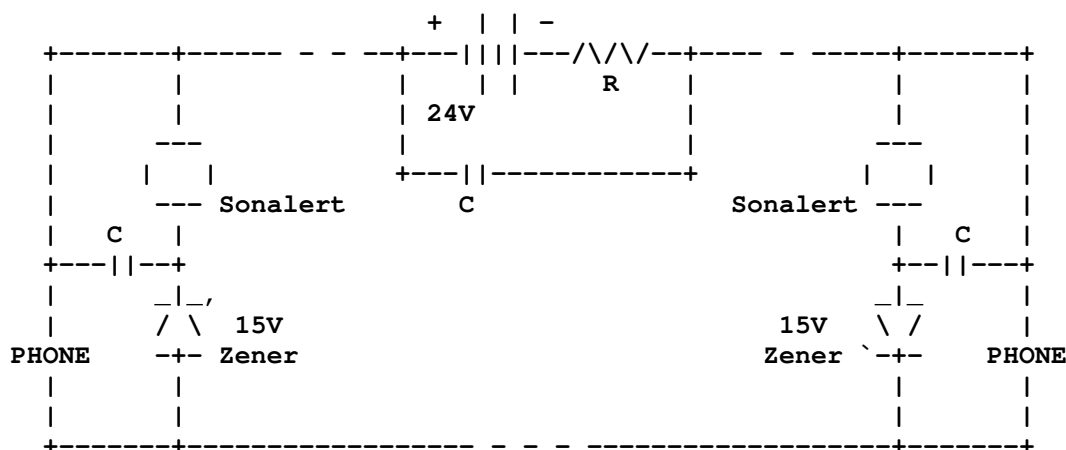 +  | | -
+-------+------ - - --+---||||---/\/\/--+---- - -----+-------+
|       |             |    | |     R    |            |       |
|       |             | 24V             |            |       |
|      ---            |                 |           ---      |
|     |   |           +---||------------+          |   |     |
|      --- Sonalert       C               Sonalert ---       |
|   C   |                                            |   C   |
+---||--+                                            +--||---+
|      _|_,                                         _|_      |
|      / \  15V                               15V   \ /      |
PHONE    -+- Zener                             Zener `-+-    PHONE
|       |                                            |       |
|       |                                            |       |
+-------+------------------ - - - -------------------+-------+